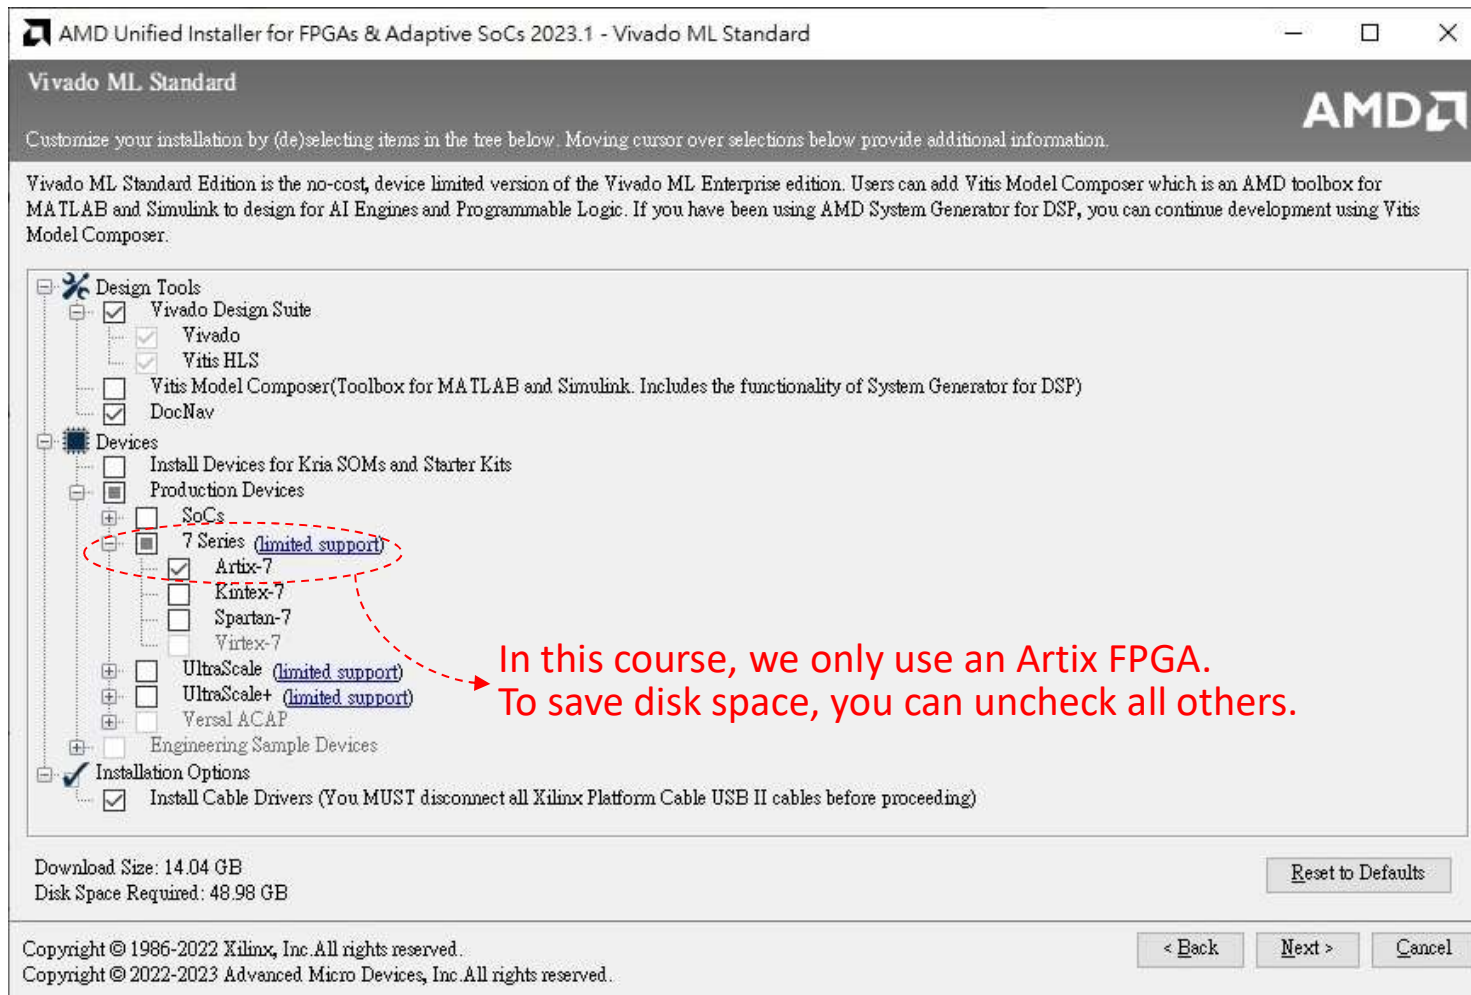 AMD Unified Installer for FPGAs & Adaptive SoCs 2023.1 - Vivado ML Standard
Vivado ML Standard
AMD
Customize your installation by (de)selecting items in the tree below. Moving cursor over selections below provide additional information.
Vivado ML Standard Edition is the no-cost, device limited version of the Vivado ML Enterprise edition. Users can add Vitis Model Composer which is an AMD toolbox for
MATLAB and Simulink to design for AI Engines and Programmable Logic. If you have been using AMD System Generator for DSP, you can continue development using Vitis
Model Composer.
Design Tools
Vivado Design Suite
Vivado
Vitis HLS
Vitis Model Composer(Toolbox for MATLAB and Simulink. Includes the functionality of System Generator for DSP)
DocNav
Devices
Install Devices for Kria SOMs and Starter Kits
Production Devices
SoCs
7 Series (limited support)
Artix-7
Kintex-7
Spartan-7
Virtex-7
UltraScale (limited support)
UltraScale+ (limited support)
Versal ACAP
Engineering Sample Devices
Installation Options
Install Cable Drivers (You MUST disconnect all Xilinx Platform Cable USB II cables before proceeding)
In this course, we only use an Artix FPGA.
To save disk space, you can uncheck all others.
Download Size: 14.04 GB
Disk Space Required: 48.98 GB
Reset to Defaults
Copyright © 1986-2022 Xilinx, Inc.All rights reserved.
Copyright © 2022-2023 Advanced Micro Devices, Inc.All rights reserved.
< Back
Next >
Cancel